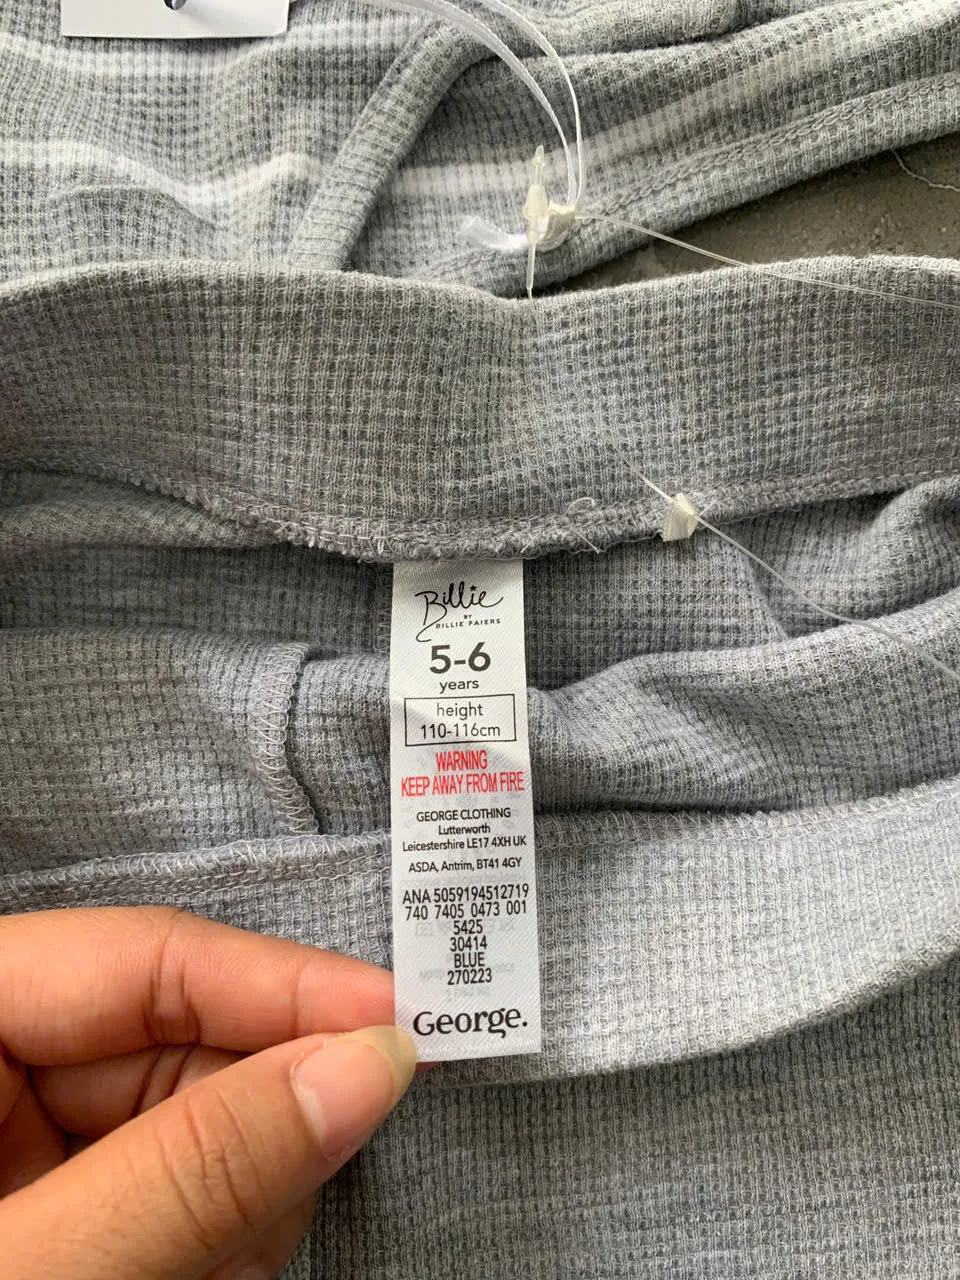 Billie
BY
BILLIE FAIERS
5-6
years
height
110-116cm
WARNING
KEEP AWAY FROM FIRE
GEORGE CLOTHING
Lutterworth
Leicestershire LE17 4XH UK
ASDA, Antrim, BT41 4GY
ANA 5059194512719
740 7405 0473 001
5425
30414
BLUE
270223
George.